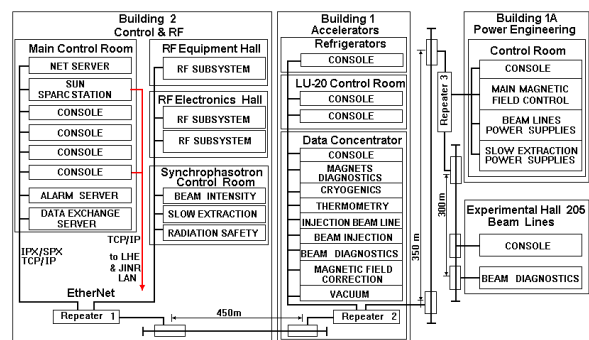 Building 2
Control & RF
Main Control Room
NET SERVER
SUN
SPARC STATION
CONSOLE
CONSOLE
CONSOLE
CONSOLE
ALARM SERVER
DATA EXCHANGE
SERVER
IPX/SPX
TCP/IP
TCP/IP
to LHE
& JINR
LAN
EtherNet
Repeater 1
RF Equipment Hall
RF SUBSYSTEM
RF Electronics Hall
RF SUBSYSTEM
RF SUBSYSTEM
Synchrophasotron
Control Room
BEAM INTENSITY
SLOW EXTRACTION
RADIATION SAFETY
450m
Building 1
Accelerators
Refrigerators
CONSOLE
LU-20 Control Room
CONSOLE
CONSOLE
Data Concentrator
CONSOLE
MAGNETS
DIAGNOSTICS
CRYOGENICS
THERMOMETRY
INJECTION BEAM LINE
BEAM INJECTION
BEAM DIAGNOSTICS
MAGNETIC FIELD
CORRECTION
VACUUM
Repeater 2
350 m
Repeater 3
300m
Building 1A
Power Engineering
Control Room
CONSOLE
MAIN MAGNETIC
FIELD CONTROL
BEAM LINES
POWER SUPPLIES
SLOW EXTRACTION
POWER SUPPLIES
Experimental Hall 205
Beam Lines
CONSOLE
BEAM DIAGNOSTICS